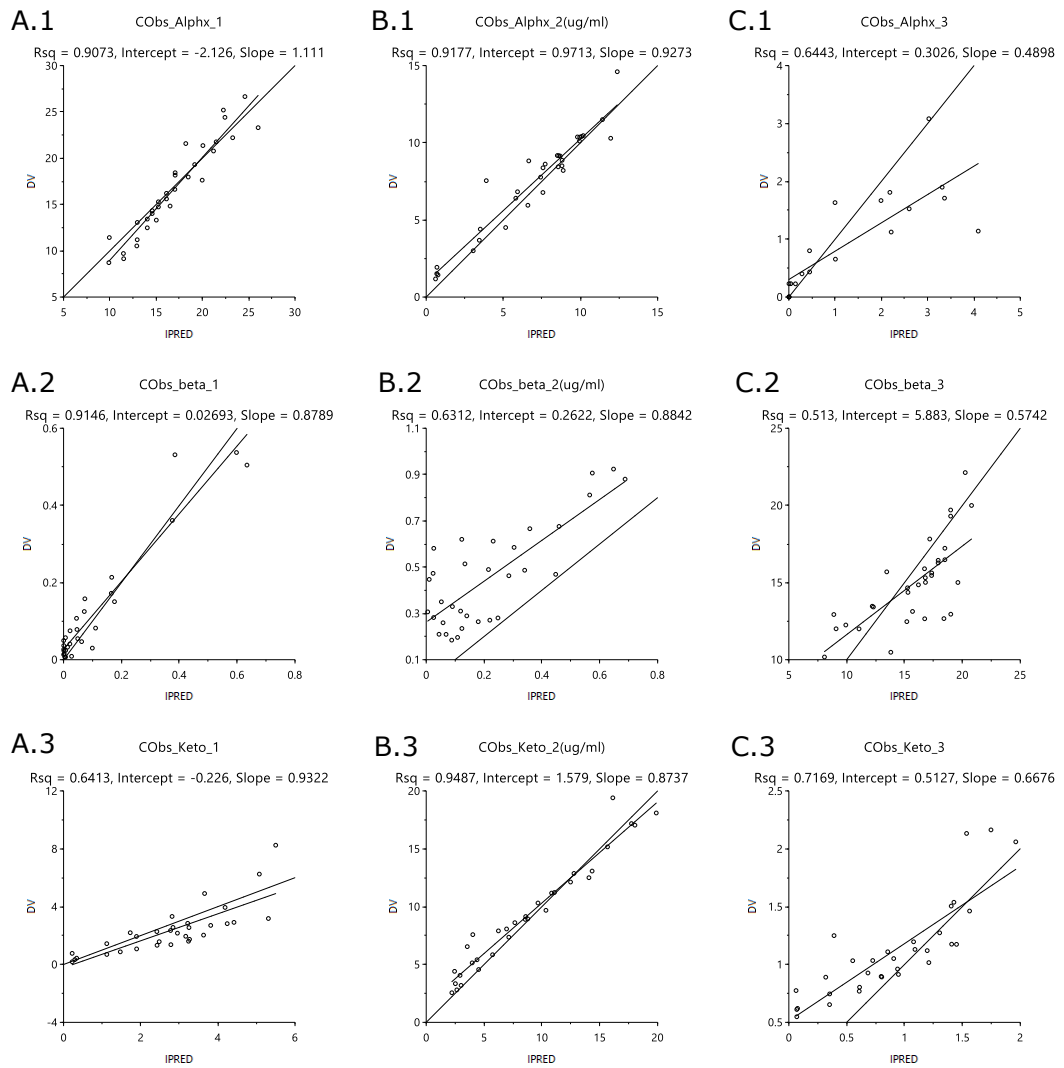 A.1
CObs_Alphx_1
Rsq = 0.9073, Intercept = -2.126, Slope = 1.111
30
25
20
15
10
5
DV
5 10 15 20 25 30
IPRED
B.1
CObs_Alphx_2(ug/ml)
Rsq = 0.9177, Intercept = 0.9713, Slope = 0.9273
15
10
5
0
DV
0 5 10 15
IPRED
C.1
CObs_Alphx_3
Rsq = 0.6443, Intercept = 0.3026, Slope = 0.4898
4
3
2
1
0
DV
0 1 2 3 4 5
IPRED
A.2
CObs_beta_1
Rsq = 0.9146, Intercept = 0.02693, Slope = 0.8789
0.6
0.4
0.2
0
DV
0 0.2 0.4 0.6 0.8
IPRED
B.2
CObs_beta_2(ug/ml)
Rsq = 0.6312, Intercept = 0.2622, Slope = 0.8842
1.1
0.9
0.7
0.5
0.3
0.1
DV
0 0.2 0.4 0.6 0.8
IPRED
C.2
CObs_beta_3
Rsq = 0.513, Intercept = 5.883, Slope = 0.5742
25
20
15
10
DV
5 10 15 20 25
IPRED
A.3
CObs_Keto_1
Rsq = 0.6413, Intercept = -0.226, Slope = 0.9322
12
8
4
0
-4
DV
0 2 4 6
IPRED
B.3
CObs_Keto_2(ug/ml)
Rsq = 0.9487, Intercept = 1.579, Slope = 0.8737
20
15
10
5
0
DV
0 5 10 15 20
IPRED
C.3
CObs_Keto_3
Rsq = 0.7169, Intercept = 0.5127, Slope = 0.6676
2.5
2
1.5
1
0.5
DV
0 0.5 1 1.5 2
IPRED